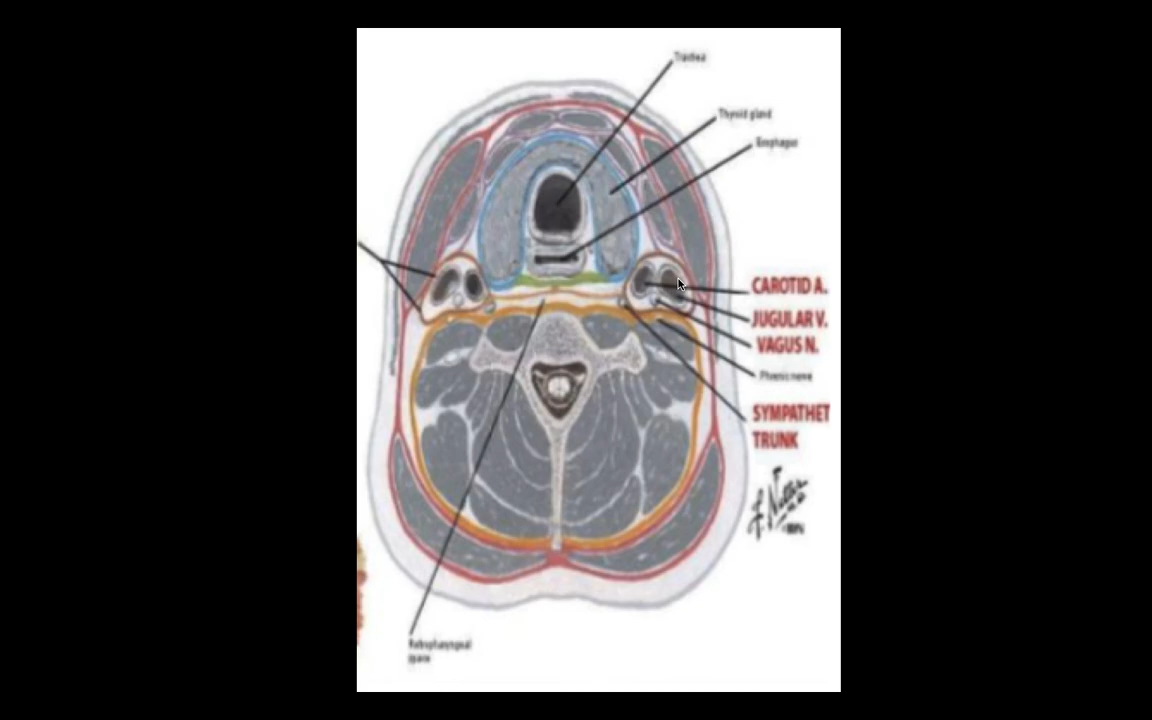 Trachea
Thyroid gland
Esophagus
CAROTID A.
JUGULAR V.
VAGUS N.
Phrenic nerve
SYMPATHET
TRUNK
Retropharyngeal
space